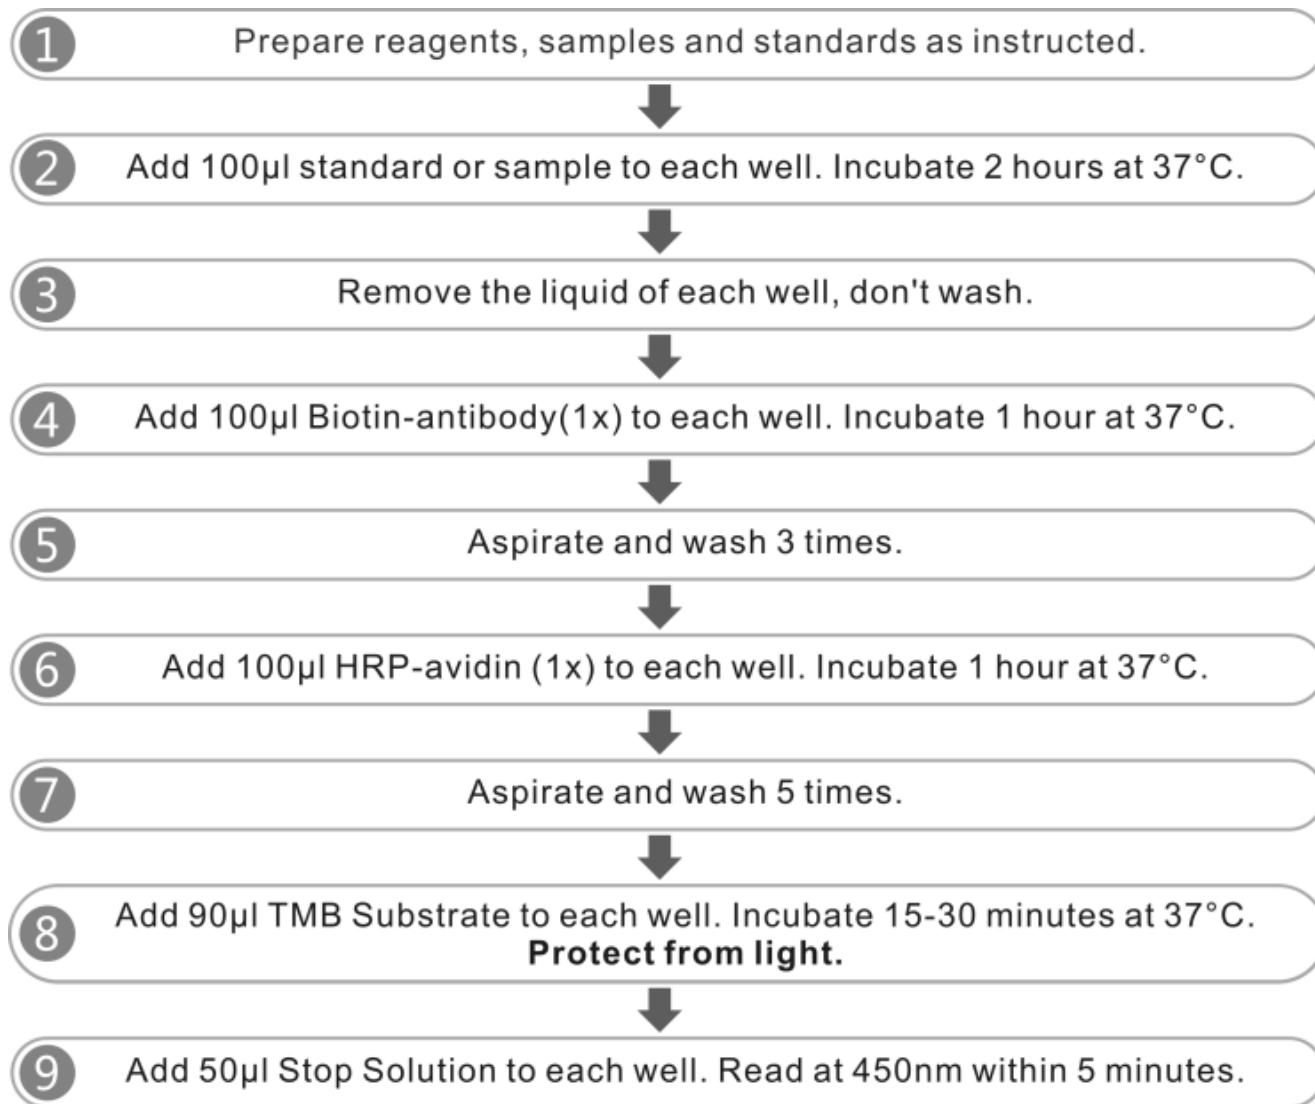 1 Prepare reagents, samples and standards as instructed.
2 Add 100µl standard or sample to each well. Incubate 2 hours at 37°C.
3 Remove the liquid of each well, don't wash.
4 Add 100µl Biotin-antibody(1x) to each well. Incubate 1 hour at 37°C.
5 Aspirate and wash 3 times.
6 Add 100µl HRP-avidin (1x) to each well. Incubate 1 hour at 37°C.
7 Aspirate and wash 5 times.
8 Add 90µl TMB Substrate to each well. Incubate 15-30 minutes at 37°C.
Protect from light.
9 Add 50µl Stop Solution to each well. Read at 450nm within 5 minutes.